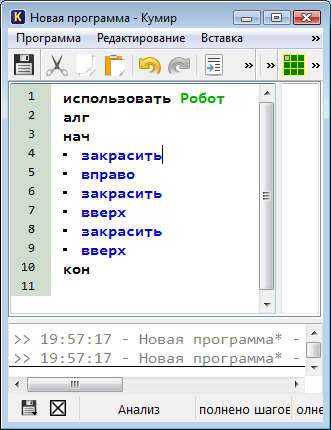 Новая программа - Кумир
Программа Редактирование Вставка »
» » »
1 использовать Робот
2 алг
3 нач
4 закрасить
5 вправо
6 закрасить
7 вверх
8 закрасить
9 вверх
10 кон
11
>> 19:57:17 - Новая программа* -
>> 19:57:17 - Новая программа* -
Анализ полнено шагов олне